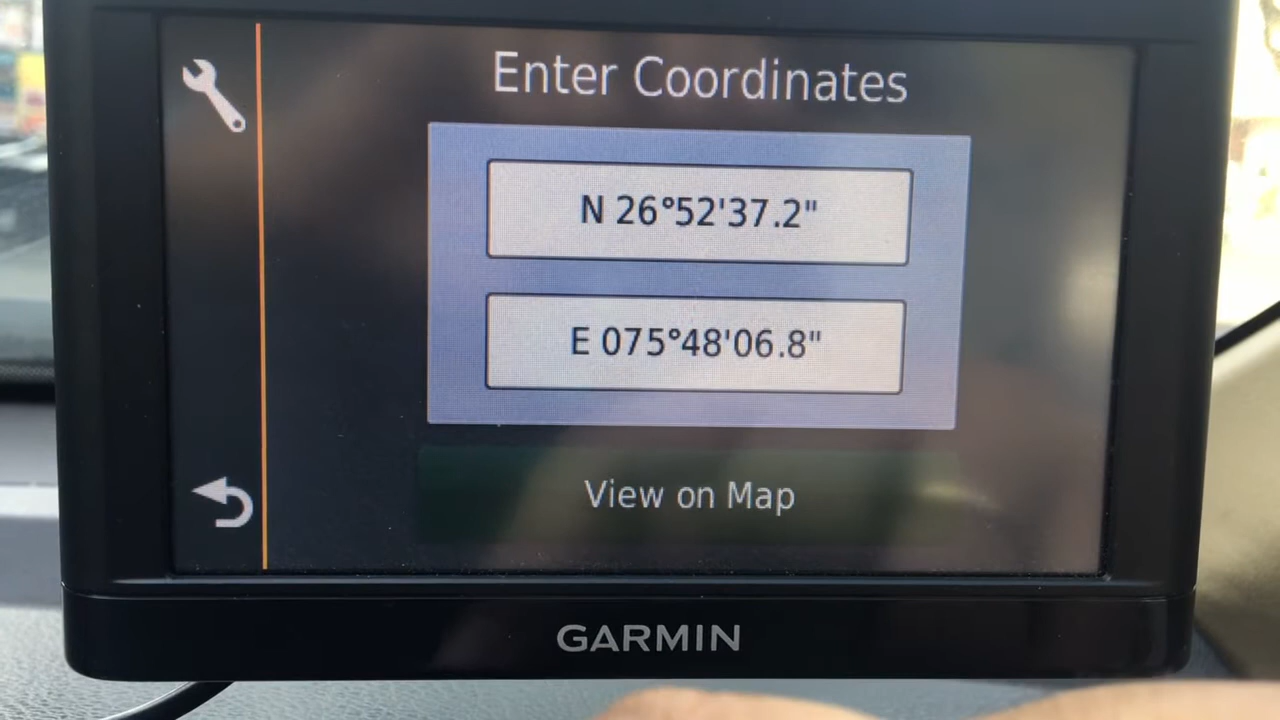 Enter Coordinates
N 26°52'37.2"
E 075°48'06.8"
View on Map
GARMIN